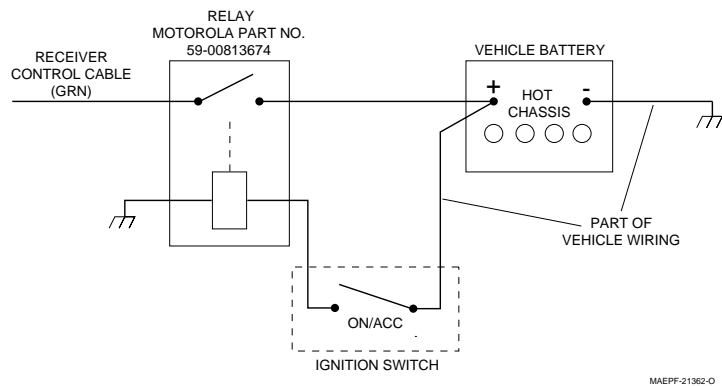 RELAY
MOTOROLA PART NO.
59-00813674
RECEIVER
CONTROL CABLE
(GRN)
VEHICLE BATTERY
+
-
HOT
CHASSIS
PART OF
VEHICLE WIRING
ON/ACC
IGNITION SWITCH
MAEPF-21362-O